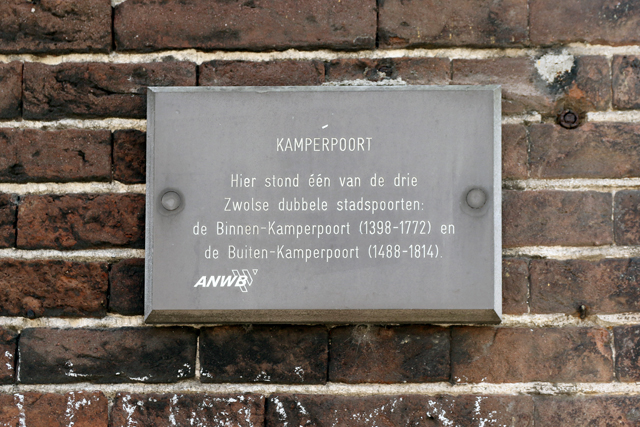 KAMPERPOORT
Hier stond één van de drie
Zwolse dubbele stadspoorten:
de Binnen-Kamperpoort (1398-1772) en
de Buiten-Kamperpoort (1488-1814).
ANWB